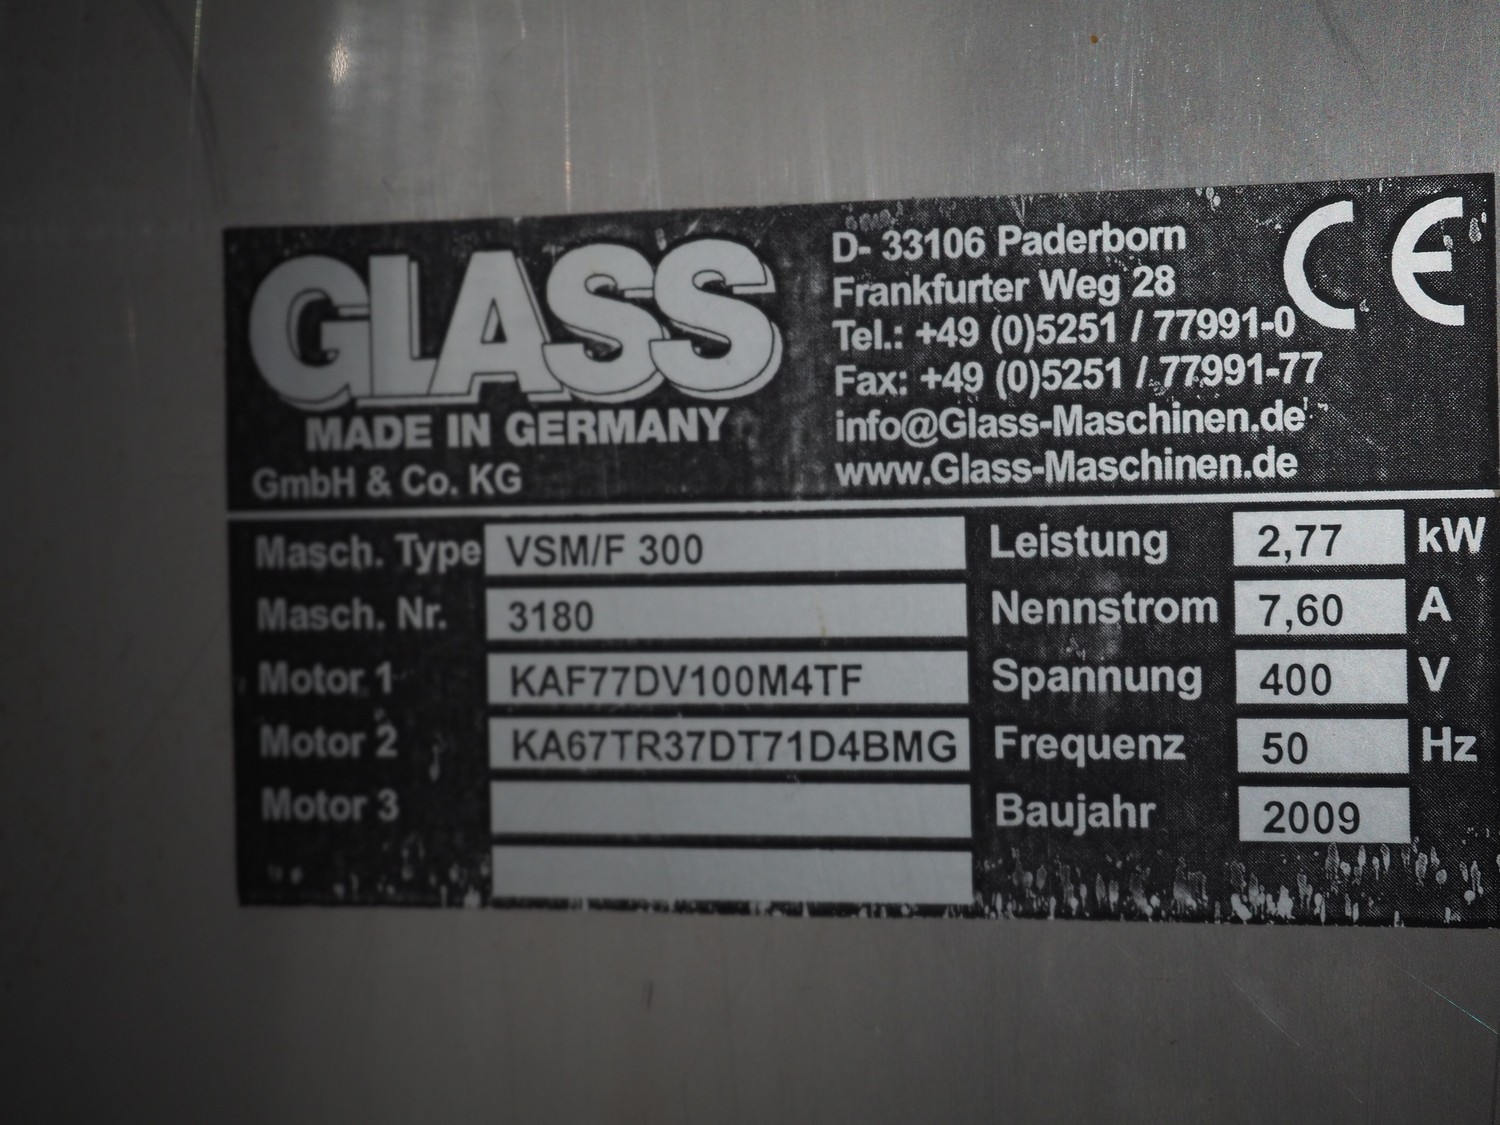 GLASS
MADE IN GERMANY
GmbH & Co. KG
D- 33106 Paderborn
Frankfurter Weg 28
Tel.: +49 (0)5251 / 77991-0
Fax: +49 (0)5251 / 77991-77
info@Glass-Maschinen.de
www.Glass-Maschinen.de
CE
Masch. Type VSM/F 300
Masch. Nr. 3180
Motor 1 KAF77DV100M4TF
Motor 2 KA67TR37DT71D4BMG
Motor 3
Leistung 2,77 kW
Nennstrom 7,60 A
Spannung 400 V
Frequenz 50 Hz
Baujahr 2009